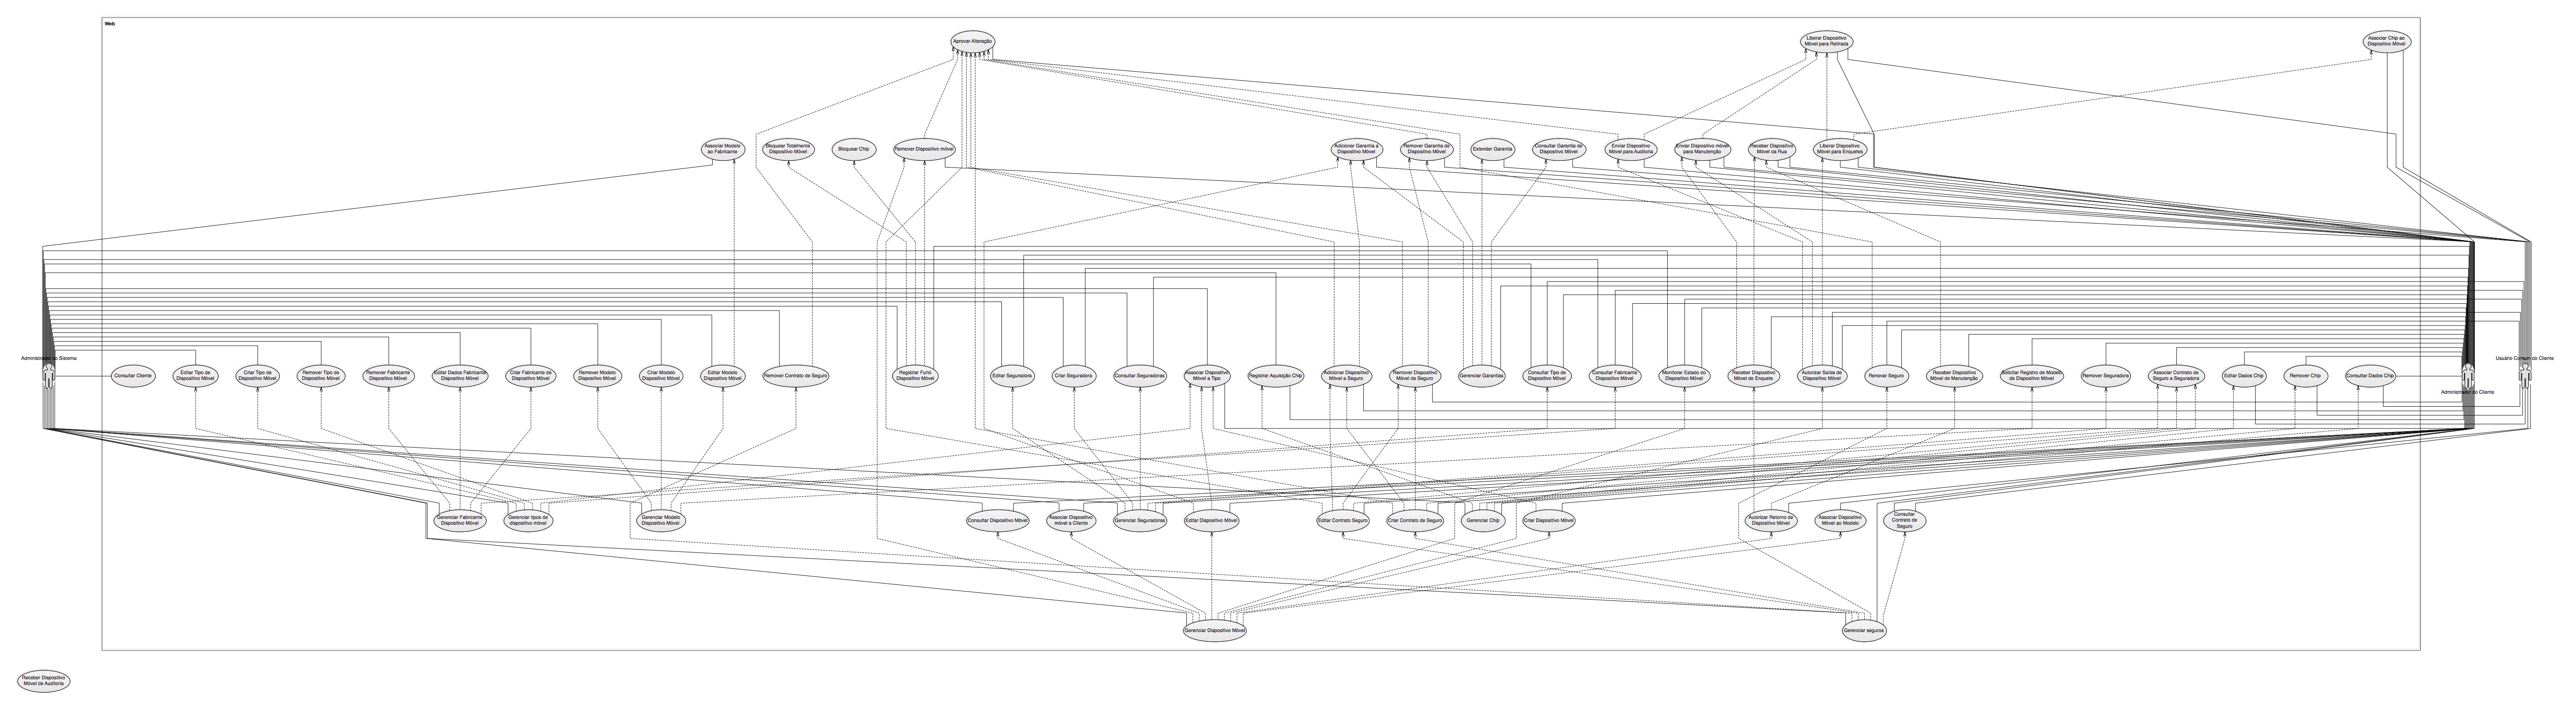 Web
Aprovar Alteração
Liberar Dispositivo
Móvel para Retirada
Associar Chip ao
Dispositivo Móvel
Associar Modelo
ao Fabricante
Bloquear Totalmente
Dispositivo Móvel
Bloquear Chip
Remover Dispositivo móvel
Adicionar Garantia a
Dispositivo Móvel
Remover Garantia de
Dispositivo Móvel
Extender Garantia
Consultar Garantia de
Dispositivo Móvel
Enviar Dispositivo
Móvel para Auditoria
Enviar Dispositivo móvel
para Manutenção
Receber Dispositivo
Móvel da Rua
Liberar Dispositivo
Móvel para Enquetes
Administrador do Sistema
Consultar Cliente
Editar Tipo de
Dispositivo Móvel
Criar Tipo de
Dispositivo Móvel
Remover Tipo de
Dispositivo Móvel
Remover Fabricante
Dispositivo Móvel
Editar Dados Fabricante
Dispositivo Móvel
Criar Fabricante de
Dispositivo Móvel
Remover Modelo
Dispositivo Móvel
Criar Modelo
Dispositivo Móvel
Editar Modelo
Dispositivo Móvel
Remover Contrato de Seguro
Registrar Furto
Dispositivo Móvel
Editar Seguradora
Criar Seguradora
Consultar Seguradoras
Associar Dispositivo
Móvel a Tipo
Registrar Aquisição Chip
Adicionar Dispositivo
Móvel a Seguro
Remover Dispositivo
Móvel de Seguro
Gerenciar Garantias
Consultar Tipo de
Dispositivo Móvel
Consultar Fabricante
Dispositivo Móvel
Monitorar Estado do
Dispositivo Móvel
Receber Dispositivo
Móvel de Enquete
Autorizar Saída de
Dispositivo Móvel
Renovar Seguro
Receber Dispositivo
Móvel de Manutenção
Solicitar Registro de Modelo
de Dispositivo Móvel
Remover Seguradora
Associar Contrato de
Seguro a Seguradora
Editar Dados Chip
Remover Chip
Consultar Dados Chip
Administrador do Cliente
Usuário Comum do Cliente
Gerenciar Fabricante
Dispositivo Móvel
Gerenciar tipos de
dispositivo móvel
Gerenciar Modelo
Dispositivo Móvel
Consultar Dispositivo Móvel
Associar Dispositivo
móvel a Cliente
Gerenciar Seguradoras
Editar Dispositivo Móvel
Editar Contrato Seguro
Criar Contrato de Seguro
Gerenciar Chip
Criar Dispositivo Móvel
Autorizar Retorno de
Dispositivo Móvel
Associar Dispositivo
Móvel ao Modelo
Consultar
Contrato de
Seguro
Gerenciar Dispositivo Móvel
Gerenciar seguros
Receber Dispositivo
Móvel de Auditoria